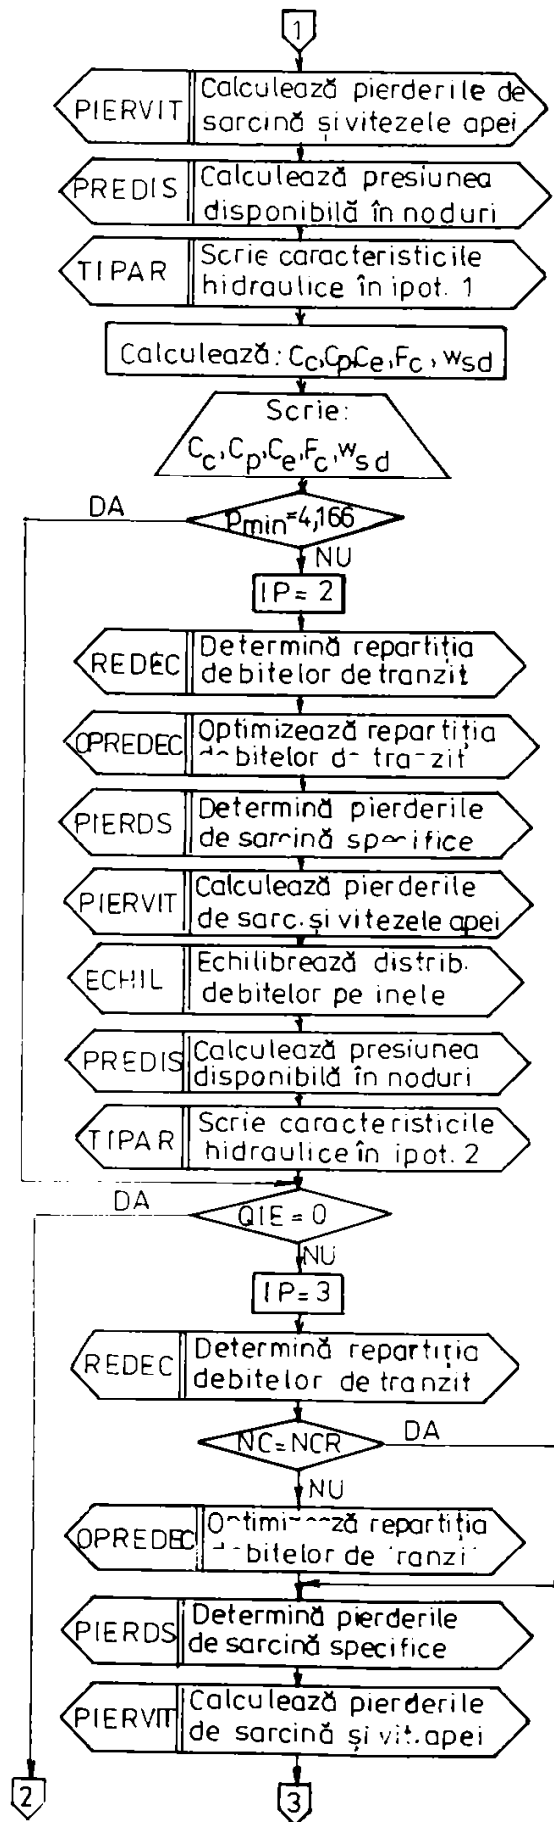 1
PIERVIT Calculează pierderile de
sarcină și vitezele apei
PREDIS Calculează presiunea
disponibilă în noduri
TIPAR Scrie caracteristicile
hidraulice în ipot. 1
Calculează: Cc,Cp,Ce,Fc, wsd
Scrie:
Cc,Cp,Ce,Fc,wsd
DA
pmin=4,166
NU
IP=2
REDEC Determină repartiția
debitelor de tranzit
OPREDEC Optimizează repartiția
debitelor de tranzit
PIERDS Determină pierderile
de sarcină specifice
PIERVIT Calculează pierderile
de sarc. și vitezele apei
ECHIL Echilibrează distrib.
debitelor pe inele
PREDIS Calculează presiunea
disponibilă în noduri
TIPAR Scrie caracteristicile
hidraulice în ipot. 2
DA
QIE=0
NU
IP=3
REDEC Determină repartiția
debitelor de tranzit
NC=NCR DA
NU
OPREDEC repartiția
de
PIERDS Determină pierderile
de sarcină specifice
PIERVIT Calculează pierderile
de sarcină și vit. apei
2 3